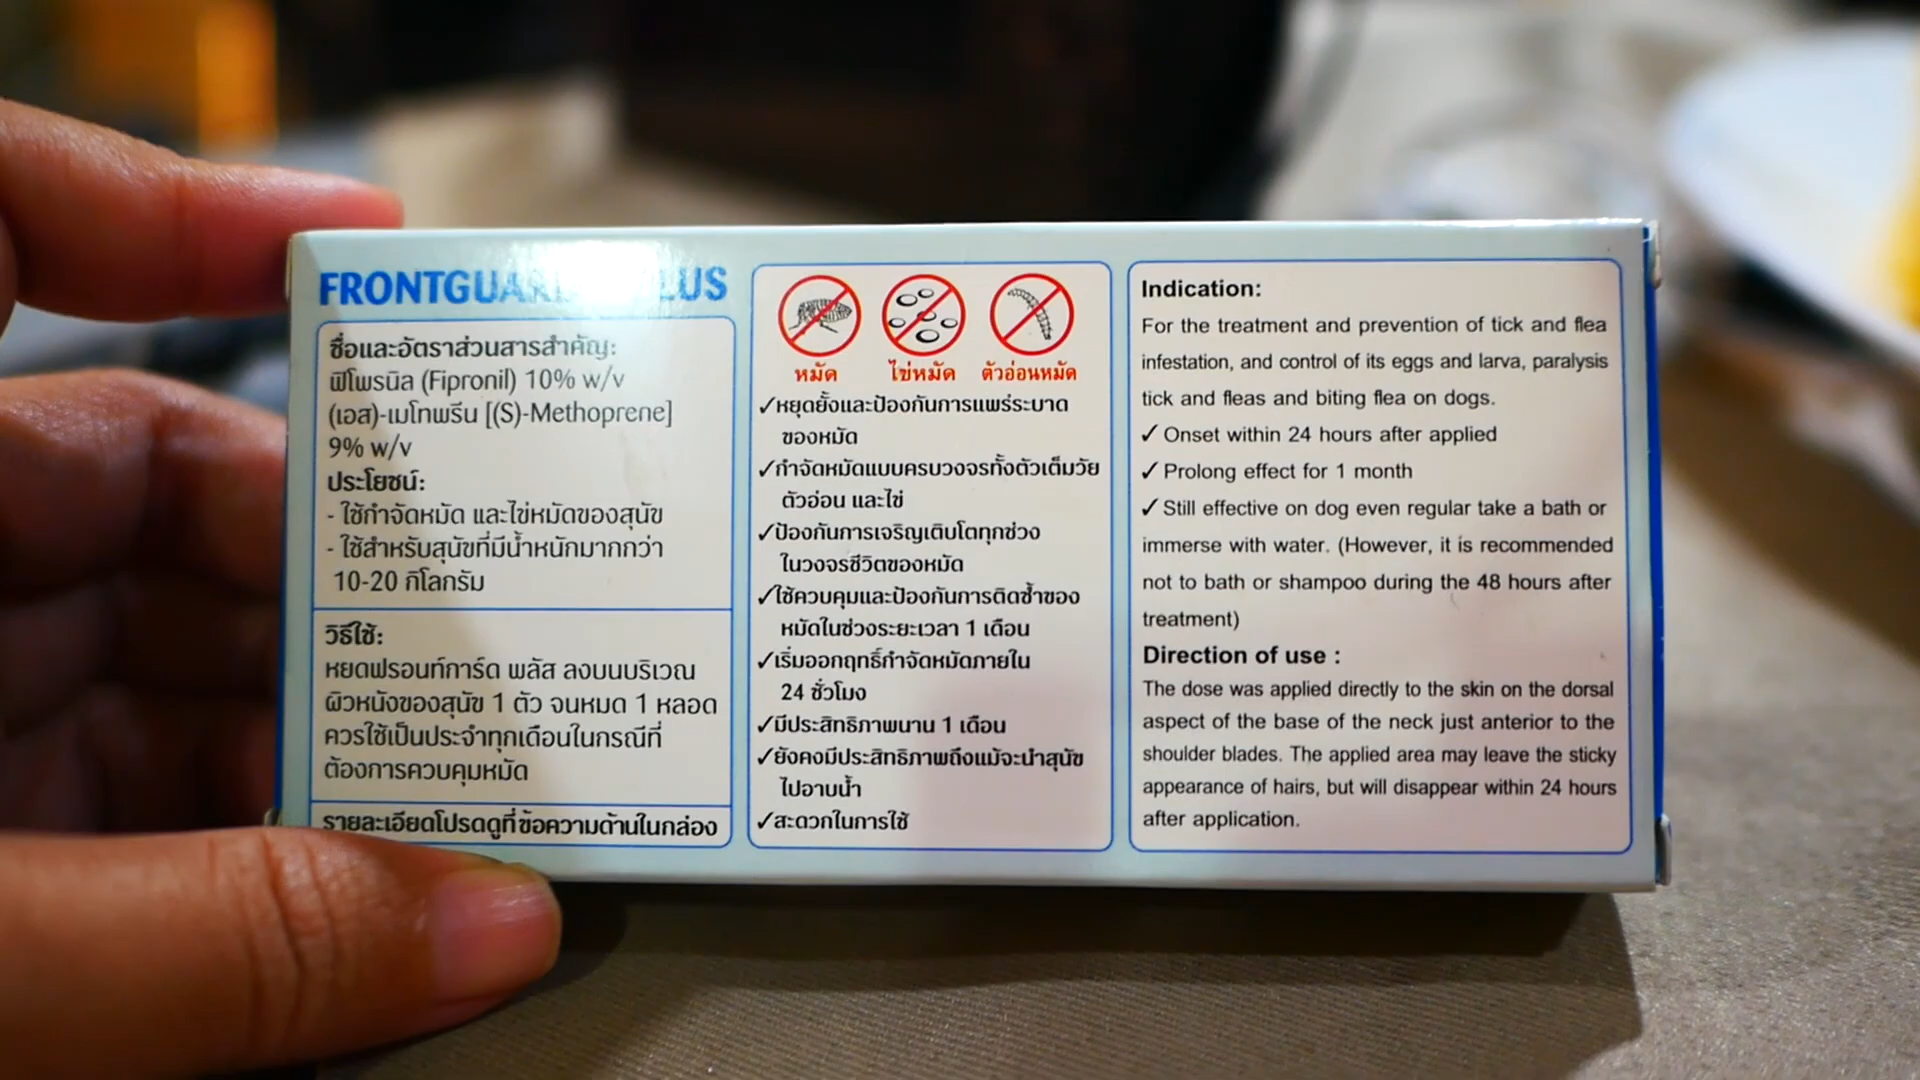 FRONTGUARD PLUS
ชื่อและอัตราส่วนสารสำคัญ:
ฟิโพรนิล (Fipronil) 10% w/v
(เอส)-เมโทพรีน [(S)-Methoprene]
9% w/v
ประโยชน์:
- ใช้กำจัดหมัด และไข่หมัดของสุนัข
- ใช้สำหรับสุนัขที่มีน้ำหนักมากกว่า
10-20 กิโลกรัม
วิธีใช้:
หยดฟรอนท์การ์ด พลัส ลงบนบริเวณ
ผิวหนังของสุนัข 1 ตัว จนหมด 1 หลอด
ควรใช้เป็นประจำทุกเดือนในกรณีที่
ต้องการควบคุมหมัด
รายละเอียดโปรดดูที่ข้อความด้านในกล่อง
หมัด ไข่หมัด ตัวอ่อนหมัด
✓หยุดยั้งและป้องกันการแพร่ระบาด
ของหมัด
✓กำจัดหมัดแบบครบวงจรทั้งตัวเต็มวัย
ตัวอ่อน และไข่
✓ป้องกันการเจริญเติบโตทุกช่วง
ในวงจรชีวิตของหมัด
✓ใช้ควบคุมและป้องกันการติดซ้ำของ
หมัดในช่วงระยะเวลา 1 เดือน
✓เริ่มออกฤทธิ์กำจัดหมัดภายใน
24 ชั่วโมง
✓มีประสิทธิภาพนาน 1 เดือน
✓ยังคงมีประสิทธิภาพถึงแม้จะนำสุนัข
ไปอาบน้ำ
✓สะดวกในการใช้
Indication:
For the treatment and prevention of tick and flea
infestation, and control of its eggs and larva, paralysis
tick and fleas and biting flea on dogs.
✓ Onset within 24 hours after applied
✓ Prolong effect for 1 month
✓ Still effective on dog even regular take a bath or
immerse with water. (However, it is recommended
not to bath or shampoo during the 48 hours after
treatment)
Direction of use :
The dose was applied directly to the skin on the dorsal
aspect of the base of the neck just anterior to the
shoulder blades. The applied area may leave the sticky
appearance of hairs, but will disappear within 24 hours
after application.